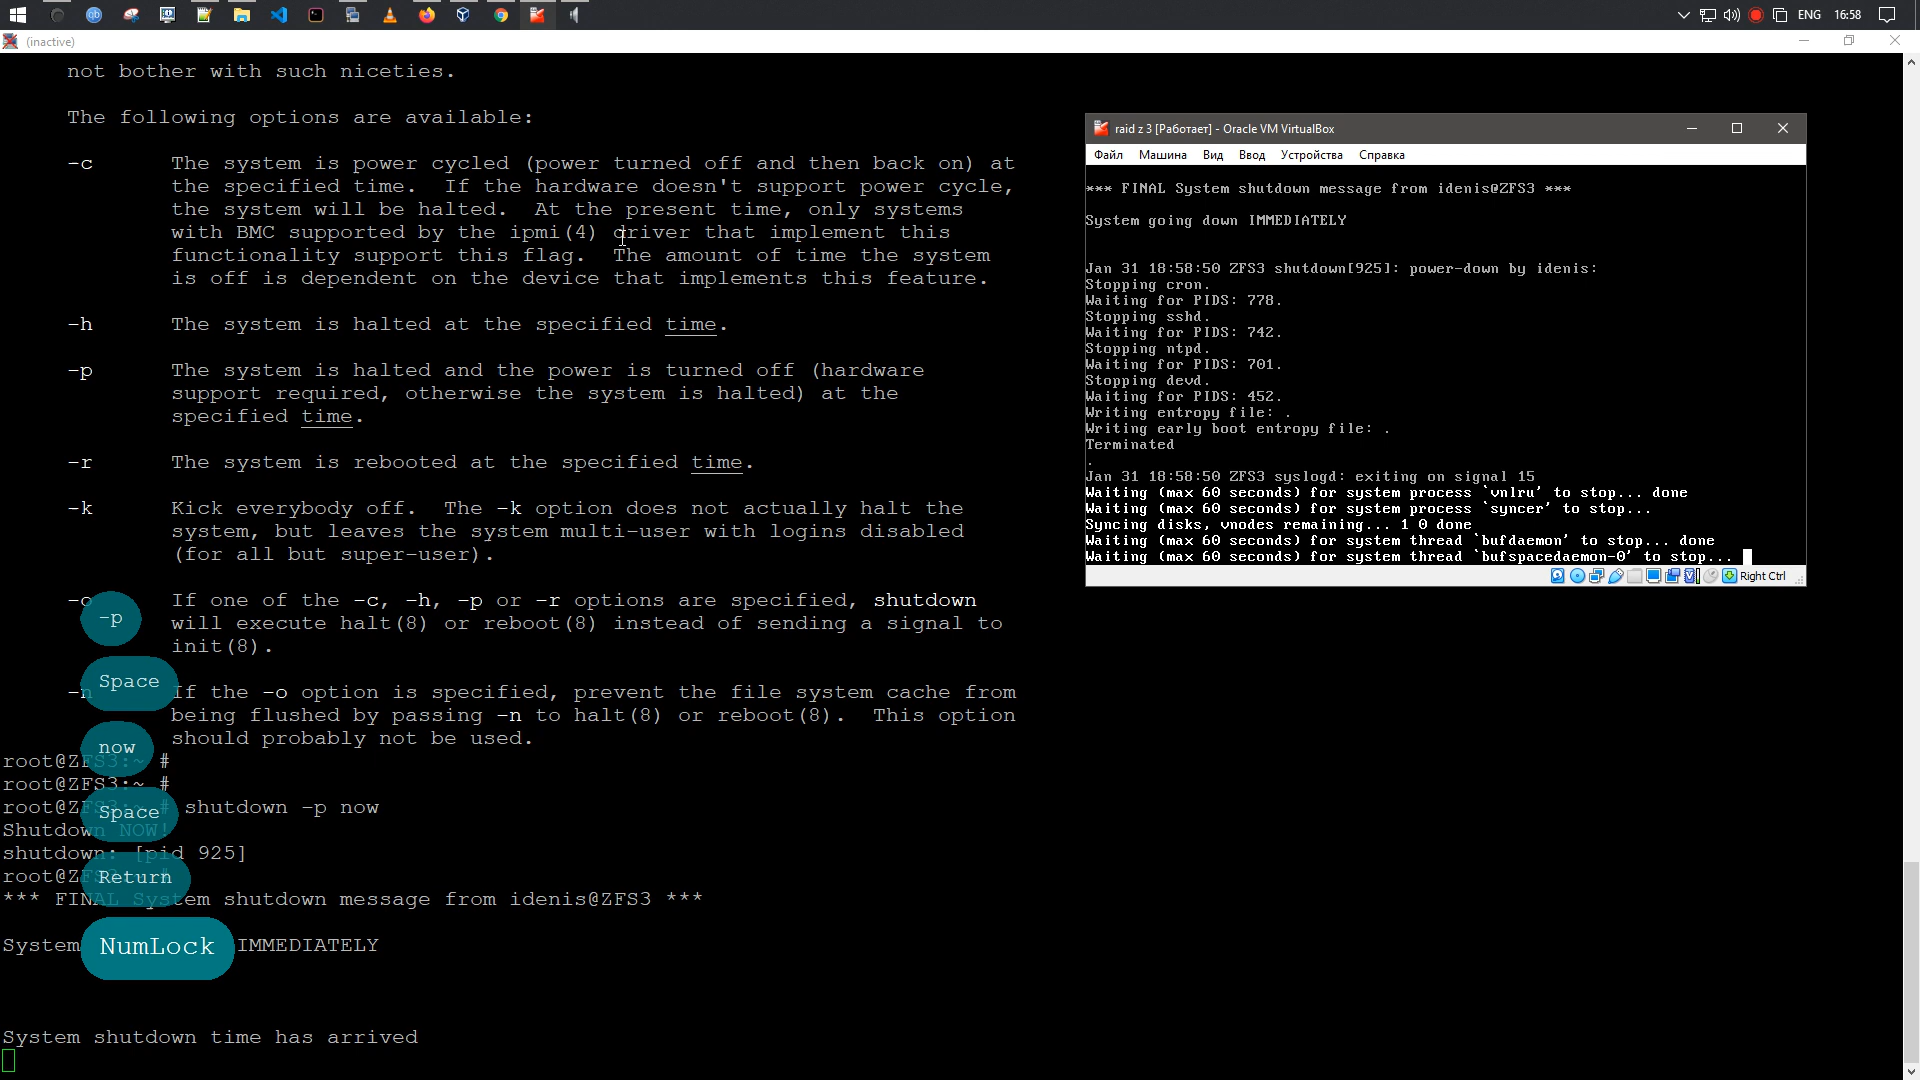 ENG 16:58
(inactive)
not bother with such niceties.
The following options are available:
-c The system is power cycled (power turned off and then back on) at
the specified time. If the hardware doesn't support power cycle,
the system will be halted. At the present time, only systems
with BMC supported by the ipmi(4) driver that implement this
functionality support this flag. The amount of time the system
is off is dependent on the device that implements this feature.
-h The system is halted at the specified time.
-p The system is halted and the power is turned off (hardware
support required, otherwise the system is halted) at the
specified time.
-r The system is rebooted at the specified time.
-k Kick everybody off. The -k option does not actually halt the
system, but leaves the system multi-user with logins disabled
(for all but super-user).
-o If one of the -c, -h, -p or -r options are specified, shutdown
will execute halt(8) or reboot(8) instead of sending a signal to
init(8).
-n If the -o option is specified, prevent the file system cache from
being flushed by passing -n to halt(8) or reboot(8). This option
should probably not be used.
root@ZFS3:~ #
root@ZFS3:~ #
root@ZFS3:~ # shutdown -p now
Shutdown NOW!
shutdown: [pid 925]
root@ZFS3:~ #
*** FINAL System shutdown message from idenis@ZFS3 ***
System IMMEDIATELY
System shutdown time has arrived
-p
Space
now
Space
Return
NumLock
raid z 3 [Работает] - Oracle VM VirtualBox
Файл Машина Вид Ввод Устройства Справка
*** FINAL System shutdown message from idenis@ZFS3 ***
System going down IMMEDIATELY
Jan 31 18:58:50 ZFS3 shutdown[925]: power-down by idenis:
Stopping cron.
Waiting for PIDS: 778.
Stopping sshd.
Waiting for PIDS: 742.
Stopping ntpd.
Waiting for PIDS: 701.
Stopping devd.
Waiting for PIDS: 452.
Writing entropy file: .
Writing early boot entropy file: .
Terminated
.
Jan 31 18:58:50 ZFS3 syslogd: exiting on signal 15
Waiting (max 60 seconds) for system process `vnlru' to stop... done
Waiting (max 60 seconds) for system process `syncer' to stop...
Syncing disks, vnodes remaining... 1 0 done
Waiting (max 60 seconds) for system thread `bufdaemon' to stop... done
Waiting (max 60 seconds) for system thread `bufspacedaemon-0' to stop...
Right Ctrl